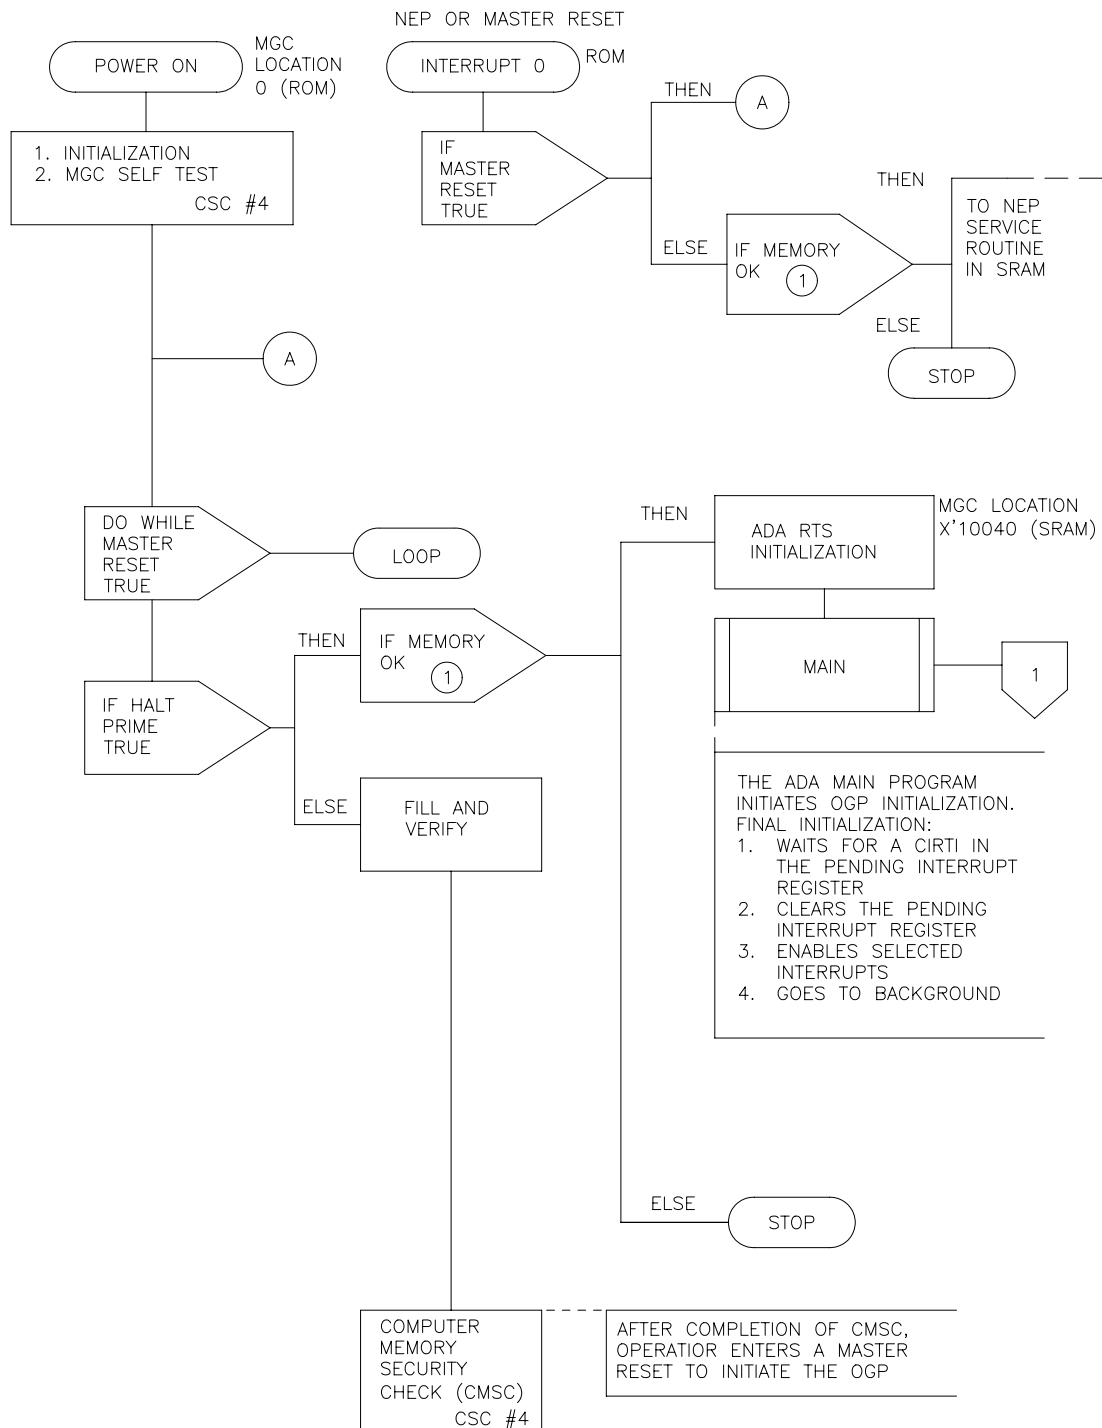 NEP OR MASTER RESET
POWER ON
MGC
LOCATION
0 (ROM)
INTERRUPT 0
ROM
1. INITIALIZATION
2. MGC SELF TEST
CSC #4
IF
MASTER
RESET
TRUE
THEN
A
ELSE
IF MEMORY
OK
1
THEN
TO NEP
SERVICE
ROUTINE
IN SRAM
ELSE
STOP
A
DO WHILE
MASTER
RESET
TRUE
LOOP
IF HALT
PRIME
TRUE
THEN
IF MEMORY
OK
1
ELSE
FILL AND
VERIFY
THEN
ADA RTS
INITIALIZATION
MGC LOCATION
X'10040 (SRAM)
MAIN
1
THE ADA MAIN PROGRAM
INITIATES OGP INITIALIZATION.
FINAL INITIALIZATION:
1. WAITS FOR A CIRTI IN
THE PENDING INTERRUPT
REGISTER
2. CLEARS THE PENDING
INTERRUPT REGISTER
3. ENABLES SELECTED
INTERRUPTS
4. GOES TO BACKGROUND
ELSE
STOP
COMPUTER
MEMORY
SECURITY
CHECK (CMSC)
CSC #4
AFTER COMPLETION OF CMSC,
OPERATIOR ENTERS A MASTER
RESET TO INITIATE THE OGP